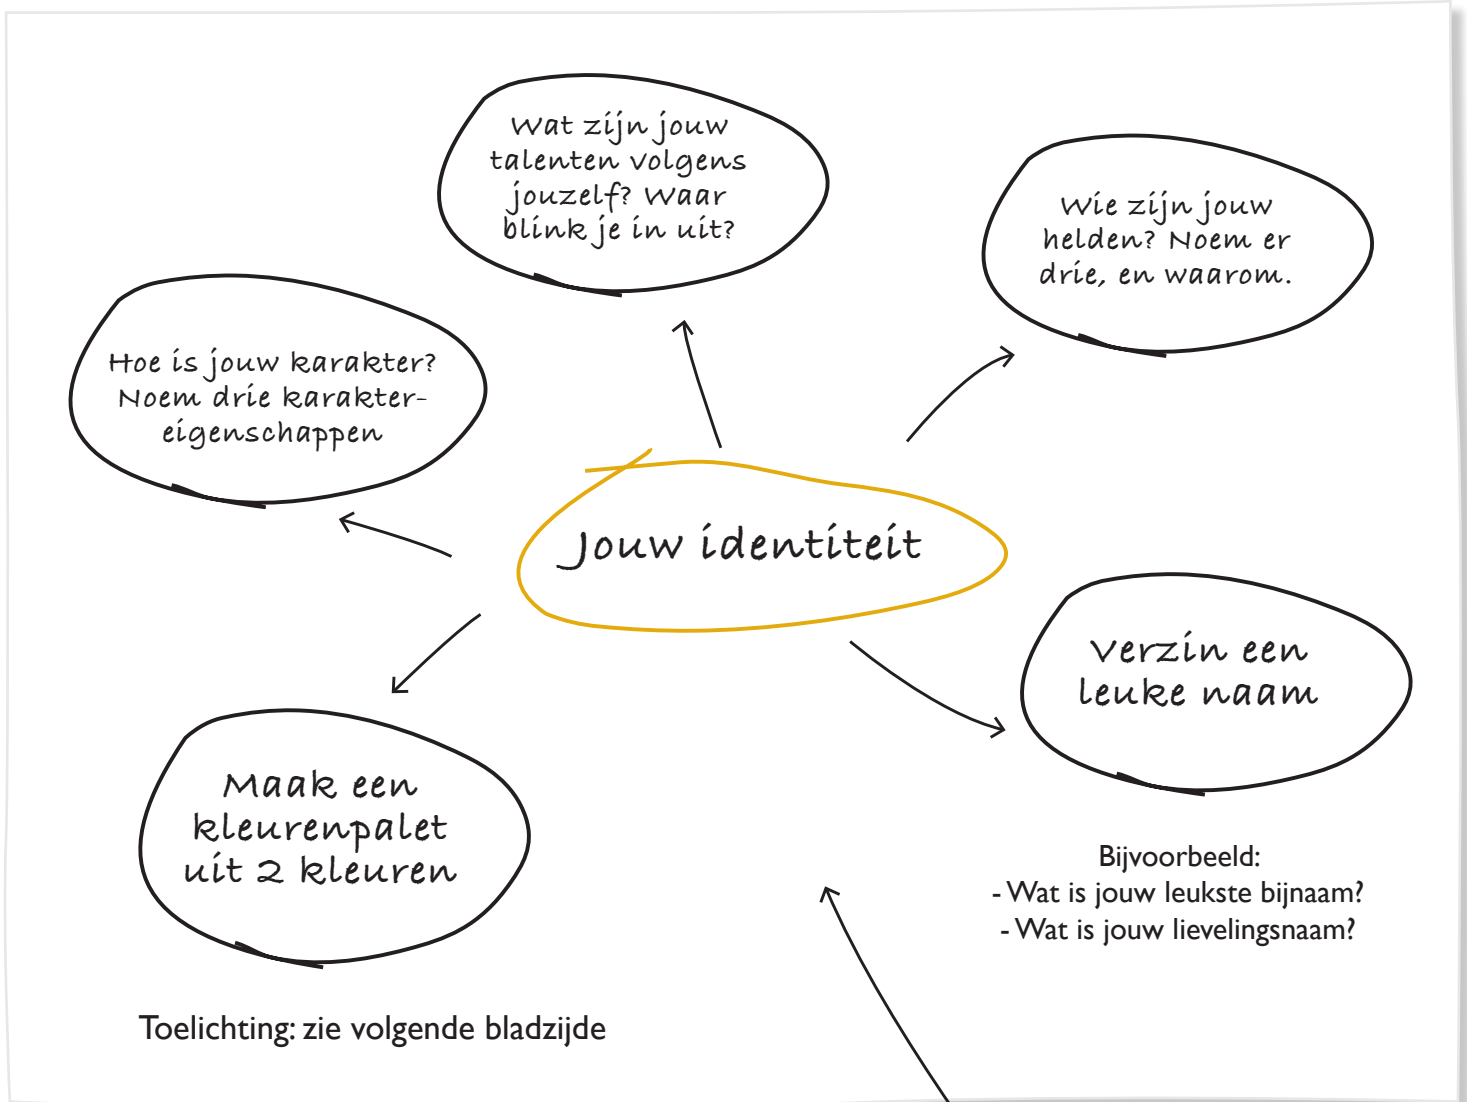 Wat zijn jouw
talenten volgens
jouzelf? Waar
blink je in uit?
Wie zijn jouw
helden? Noem er
drie, en waarom.
Hoe is jouw karakter?
Noem drie karakter-
eigenschappen
Jouw identiteit
Verzin een
leuke naam
Maak een
kleurenpalet
uit 2 kleuren
Bijvoorbeeld:
- Wat is jouw leukste bijnaam?
- Wat is jouw lievelingsnaam?
Toelichting: zie volgende bladzijde